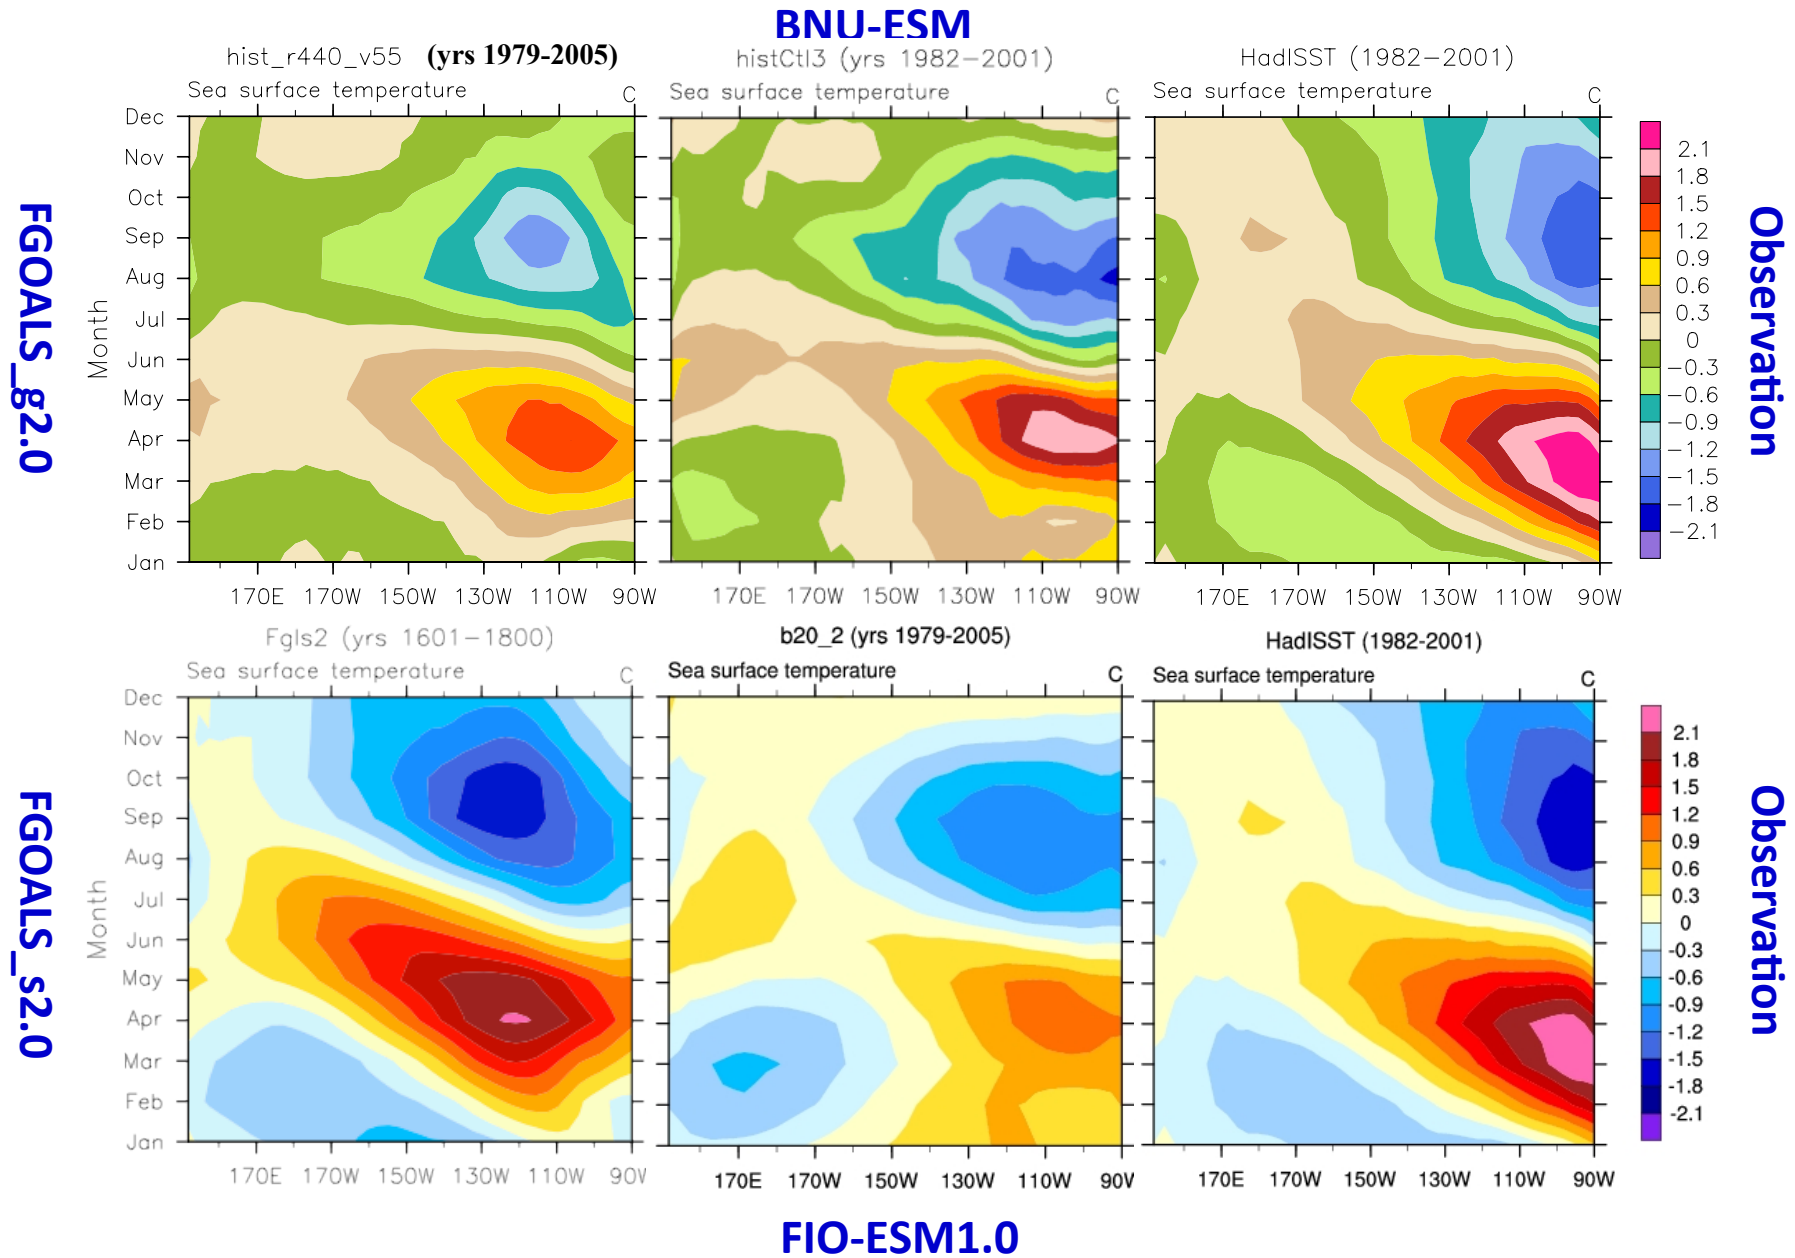 BNU-ESM
hist_r440_v55 (yrs 1979-2005)
histCtl3 (yrs 1982-2001)
HadISST (1982-2001)
Sea surface temperature C
Sea surface temperature C
Sea surface temperature C
FGOALS_g2.0
Month
Dec
Nov
Oct
Sep
Aug
Jul
Jun
May
Apr
Mar
Feb
Jan
170E 170W 150W 130W 110W 90W
170E 170W 150W 130W 110W 90W
170E 170W 150W 130W 110W 90W
2.1
1.8
1.5
1.2
0.9
0.6
0.3
0
-0.3
-0.6
-0.9
-1.2
-1.5
-1.8
-2.1
Observation
Fgls2 (yrs 1601-1800)
b20_2 (yrs 1979-2005)
HadISST (1982-2001)
Sea surface temperature C
Sea surface temperature C
Sea surface temperature C
FGOALS_s2.0
Month
Dec
Nov
Oct
Sep
Aug
Jul
Jun
May
Apr
Mar
Feb
Jan
170E 170W 150W 130W 110W 90W
170E 170W 150W 130W 110W 90W
170E 170W 150W 130W 110W 90W
2.1
1.8
1.5
1.2
0.9
0.6
0.3
0
-0.3
-0.6
-0.9
-1.2
-1.5
-1.8
-2.1
Observation
FIO-ESM1.0